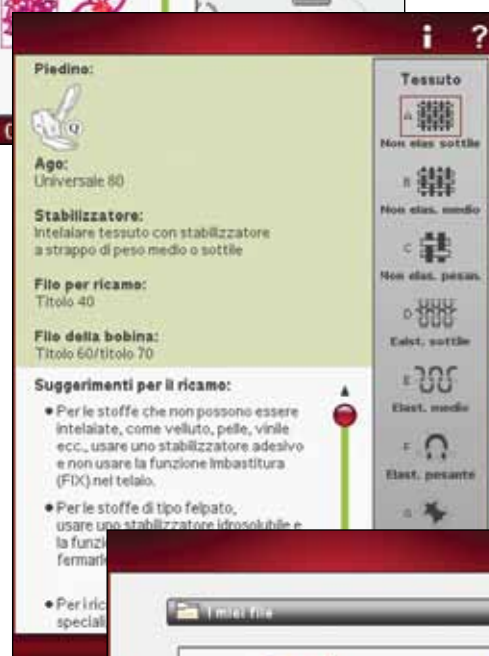 i ?
Piedino:
Q
Ago:
Universale 80
Stabilizzatore:
Intelaiare tessuto con stabilizzatore
a strappo di peso medio o sottile
Filo per ricamo:
Titolo 40
Filo della bobina:
Titolo 60/titolo 70
Suggerimenti per il ricamo:
• Per le stoffe che non possono essere
intelaiate, come velluto, pelle, vinile
ecc., usare uno stabilizzatore adesivo
e non usare la funzione Imbastitura
(FIX) nel telaio.
• Per le stoffe di tipo felpato,
usare uno stabilizzatore idrosolubile e
la funzi
fermarl
• Per i ric
speciali
Tessuto
A
Non elas sottile
B
Non elas. medio
C
Non elas. pesan.
D
Ealst. sottile
E
Elast. medio
F
Elast. pesante
G
I miei file